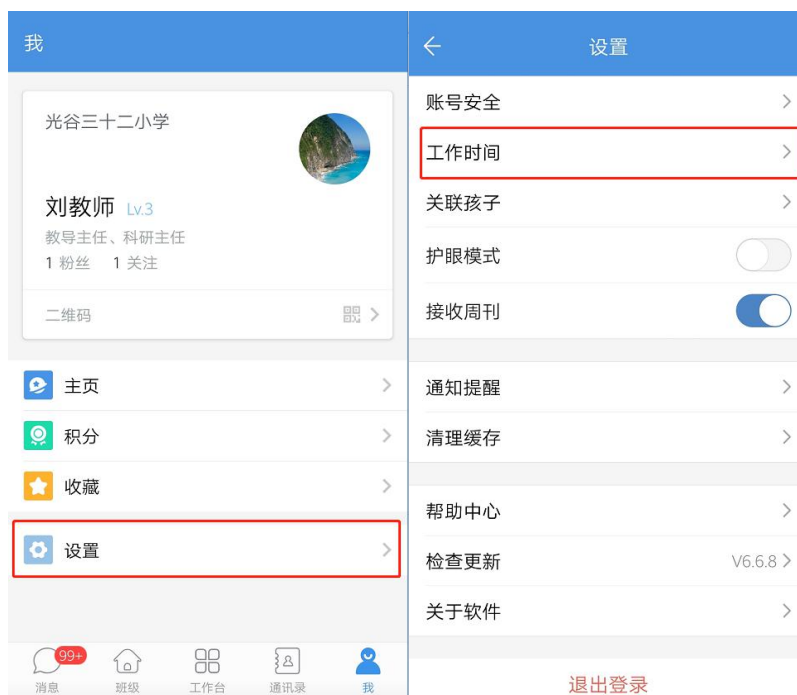 我
光谷三十二小学
刘教师 Lv.3
教导主任、科研主任
1 粉丝 1 关注
二维码
主页
积分
收藏
设置
99+
消息
班级
工作台
通讯录
我
设置
账号安全
工作时间
关联孩子
护眼模式
接收周刊
通知提醒
清理缓存
帮助中心
检查更新 V6.6.8
关于软件
退出登录